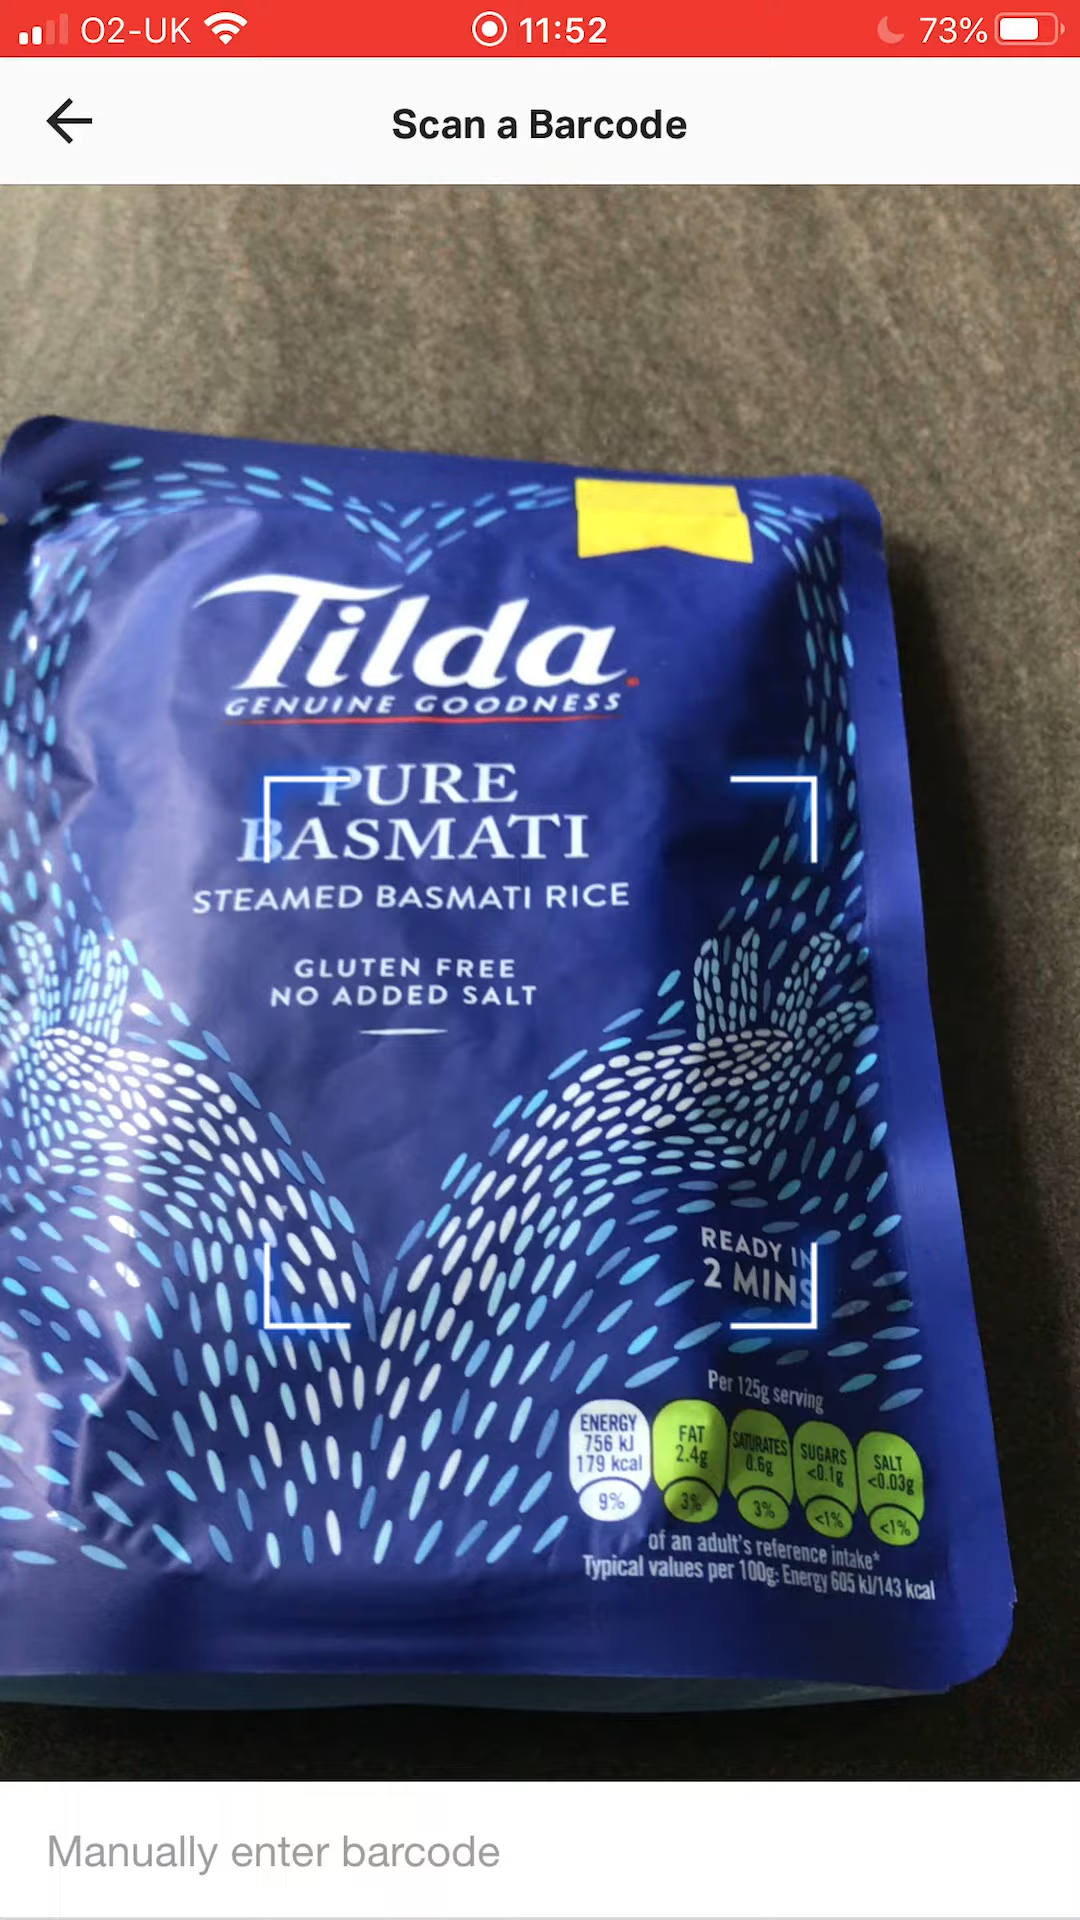 O2-UK 11:52 73%
Scan a Barcode
Tilda
GENUINE GOODNESS
PURE
BASMATI
STEAMED BASMATI RICE
GLUTEN FREE
NO ADDED SALT
READY IN
2 MINS
Per 125g serving
ENERGY
756 kJ
179 kcal
9%
FAT
2.4g
3%
SATURATES
0.6g
3%
SUGARS
<0.1g
<1%
SALT
<0.03g
<1%
of an adult's reference intake*
Typical values per 100g: Energy 605 kJ/143 kcal
Manually enter barcode